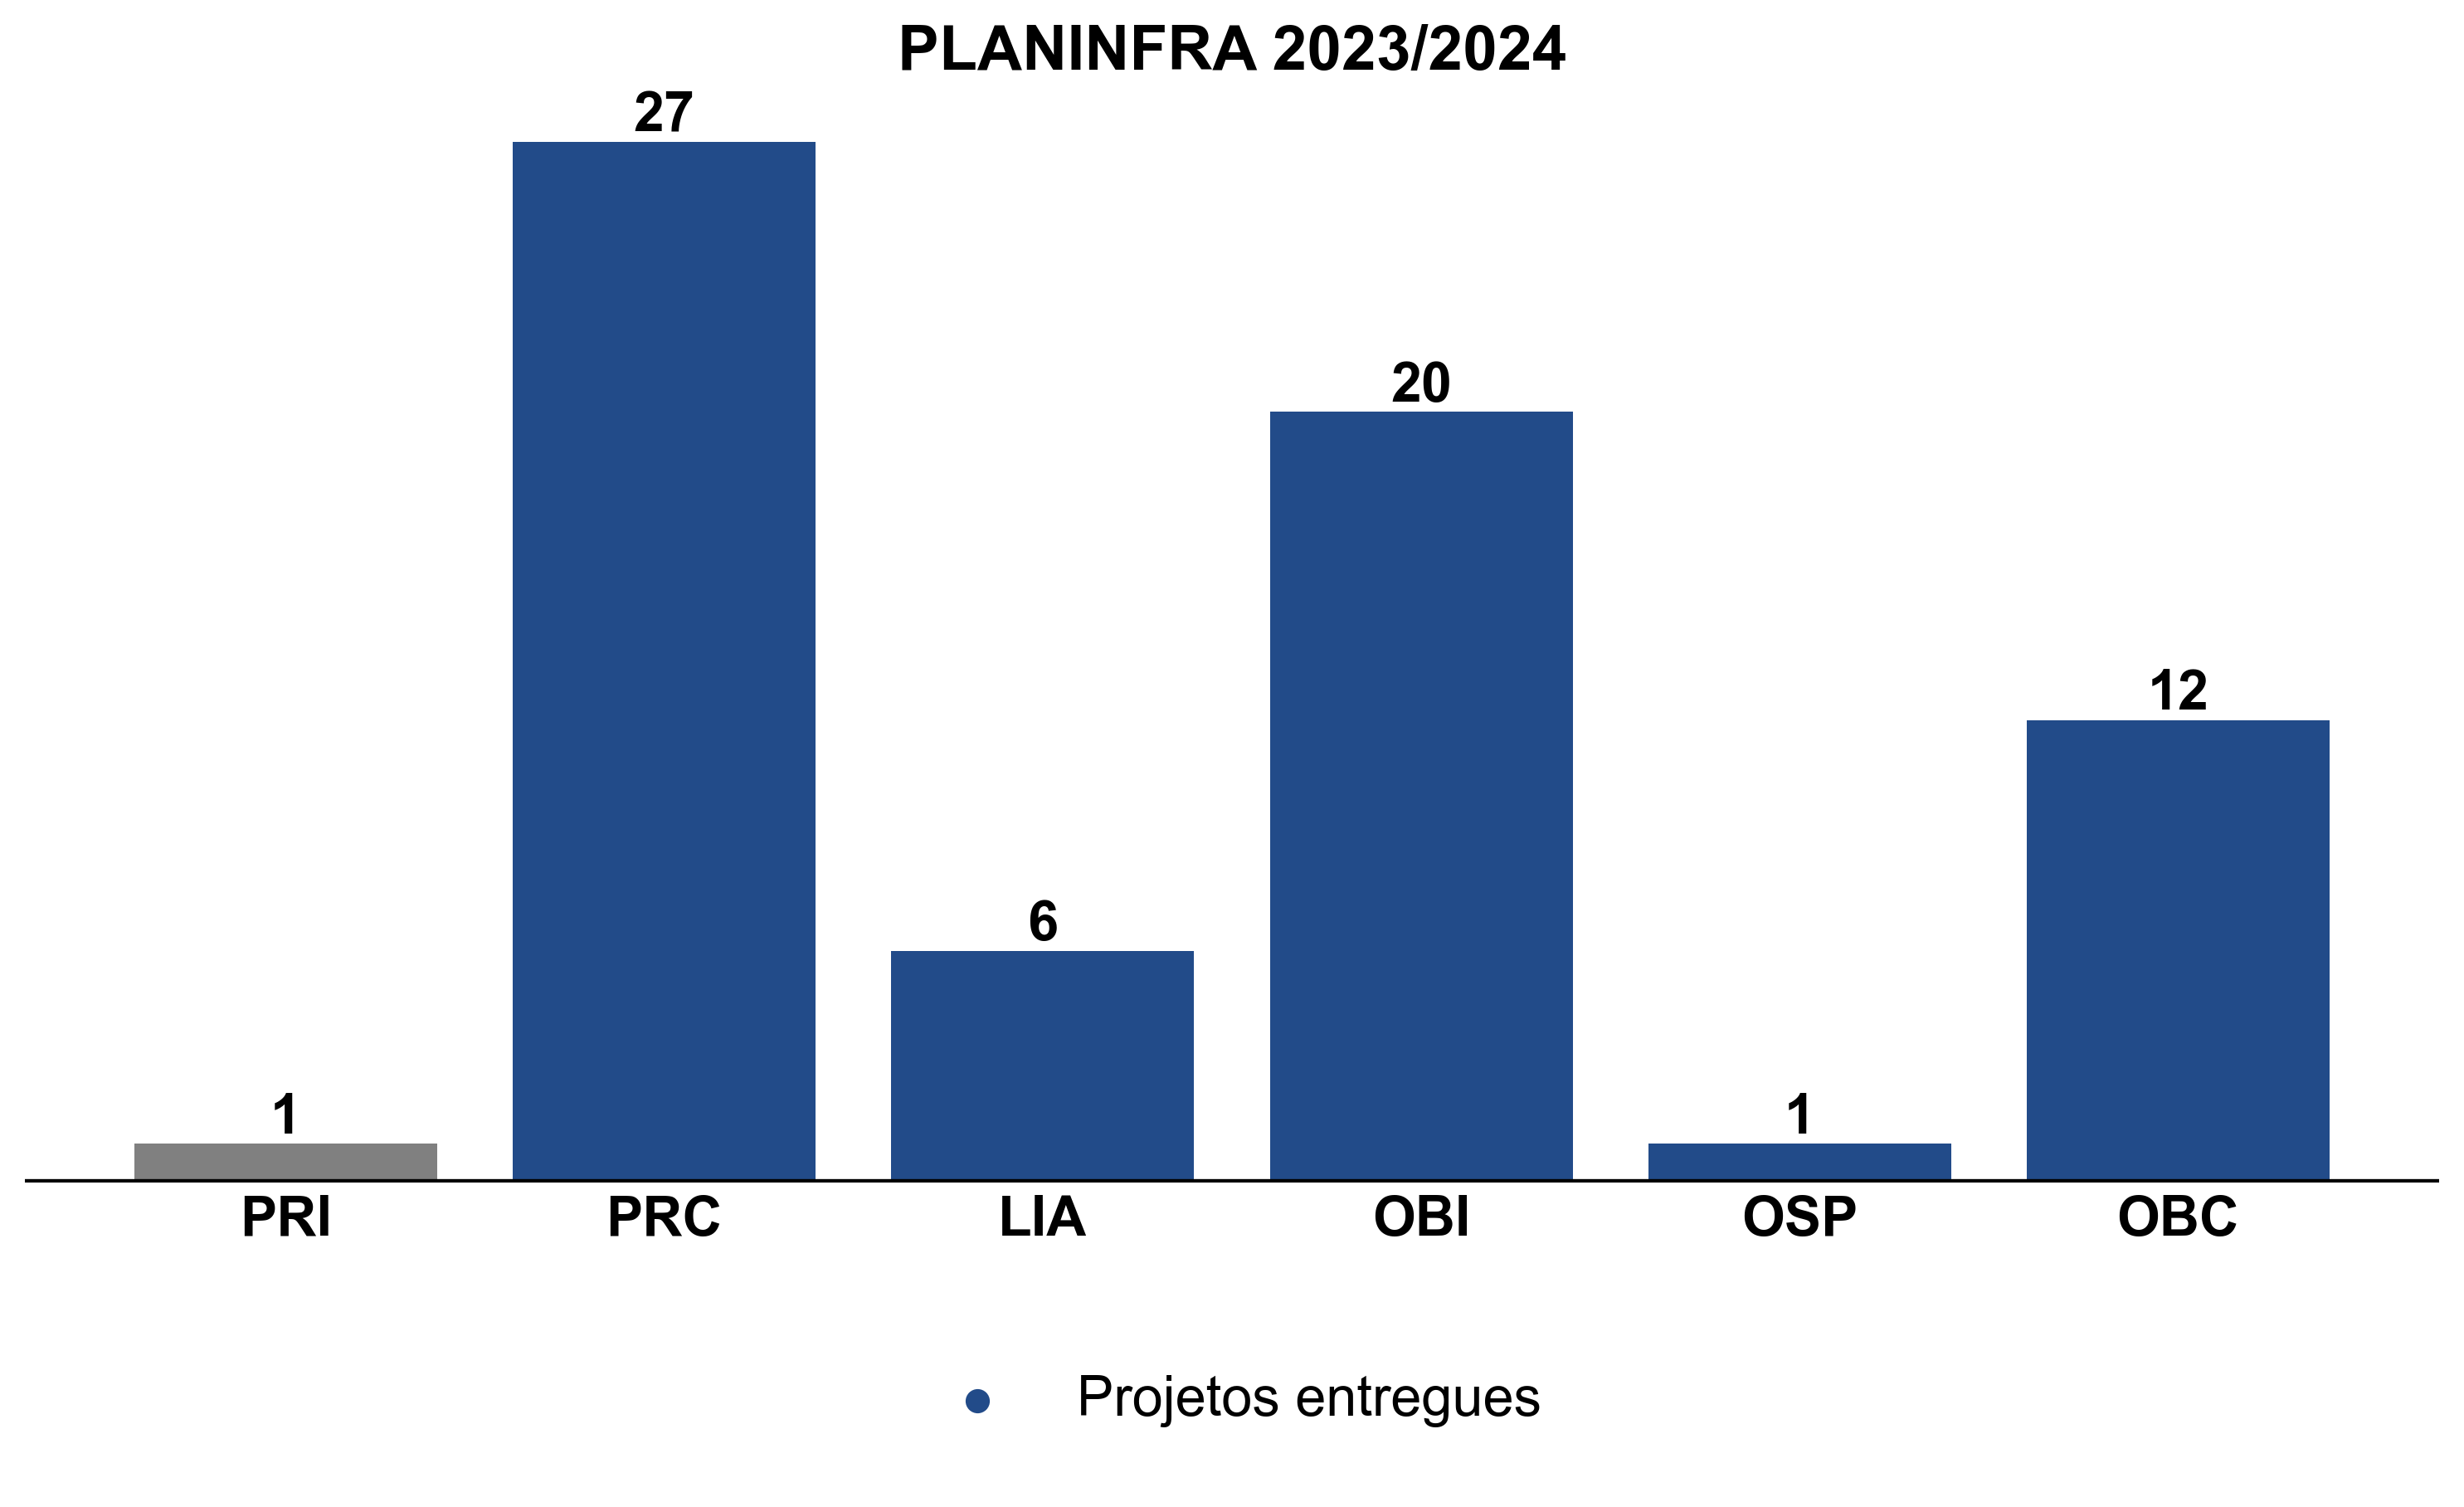 PLANINFRA 2023/2024
27
20
12
6
1
1
PRI PRC LIA OBI OSP OBC
Projetos entregues